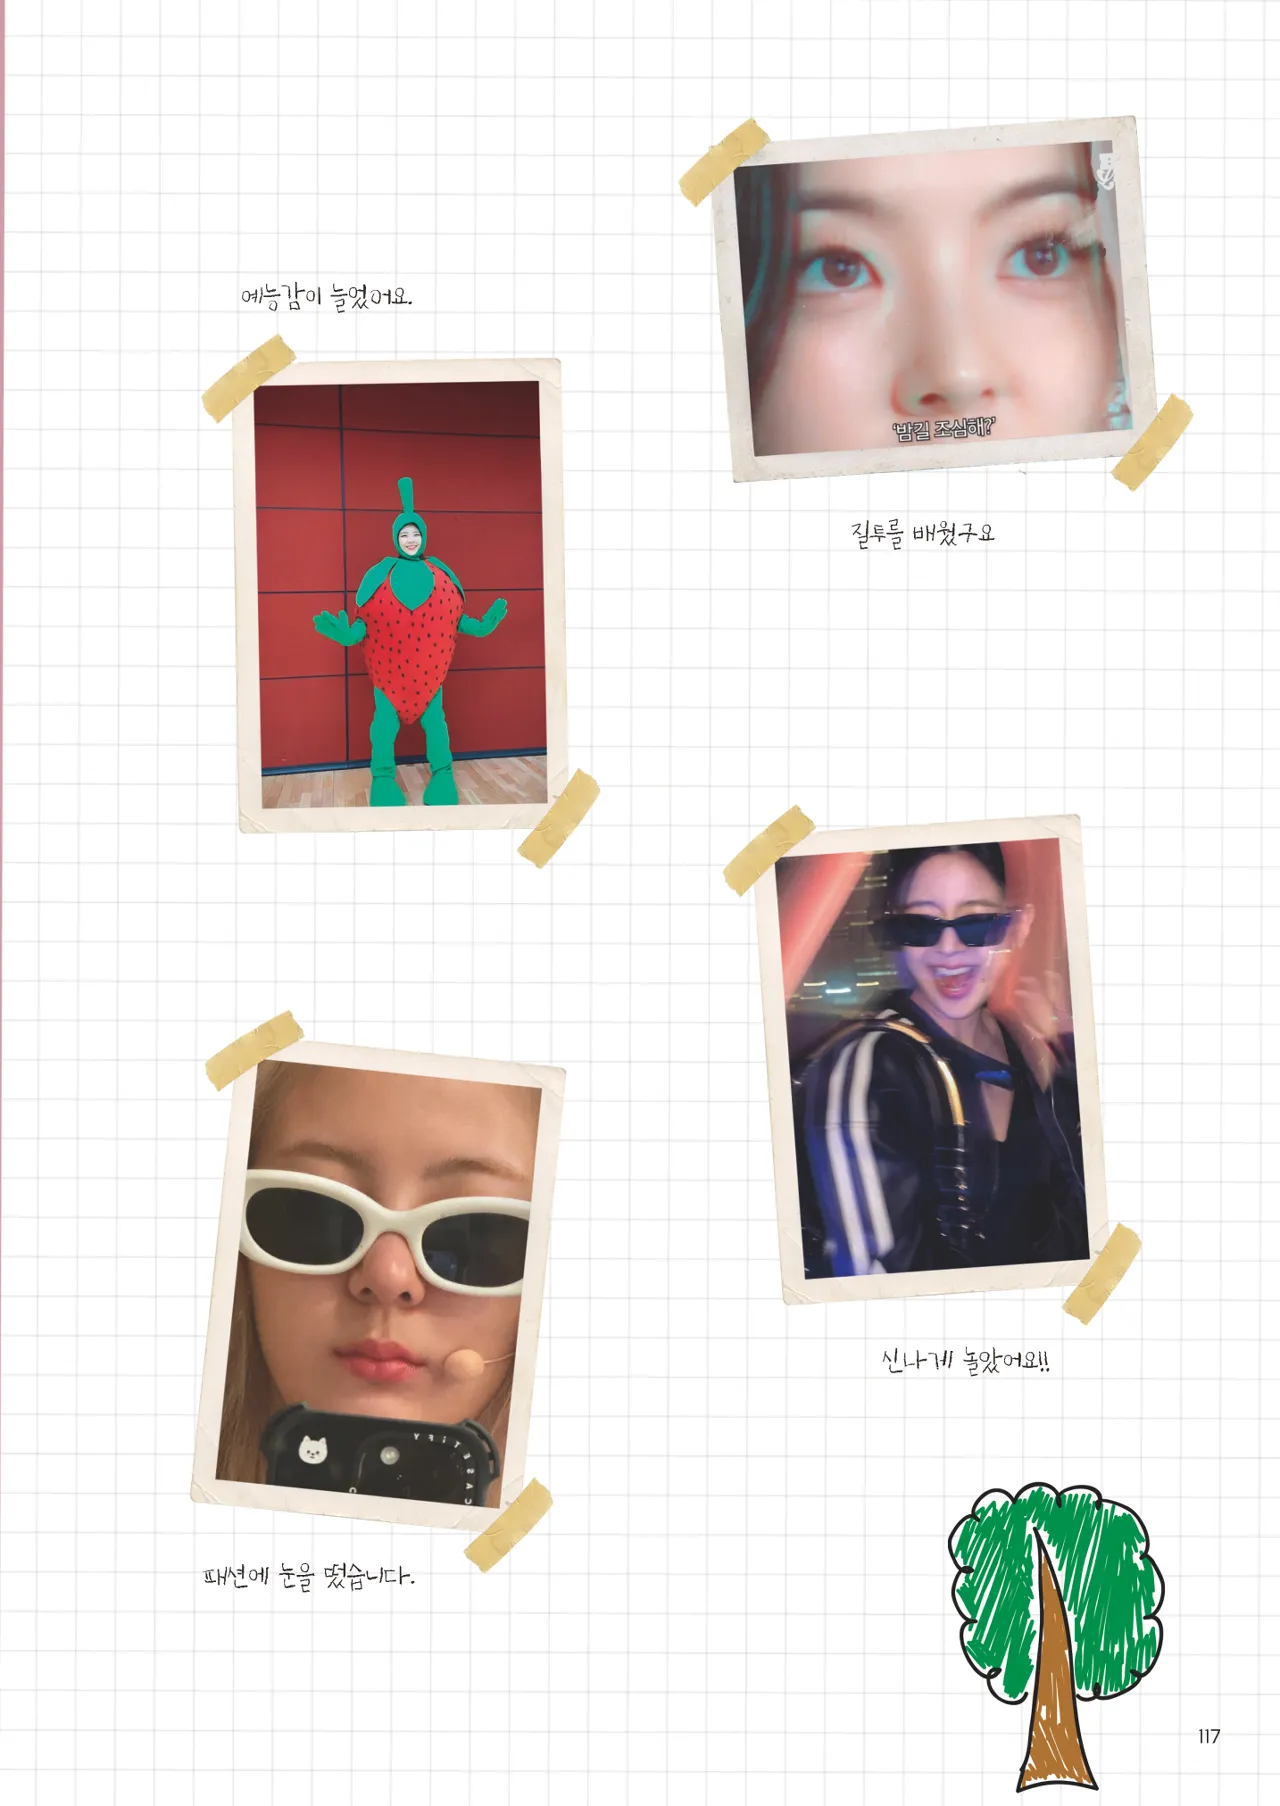 예능감이 늘었어요.
'밤길 조심해?'
질투를 배웠구요
신나게 놀았어요!!
CASETIFY
패션에 눈을 떴습니다.
117